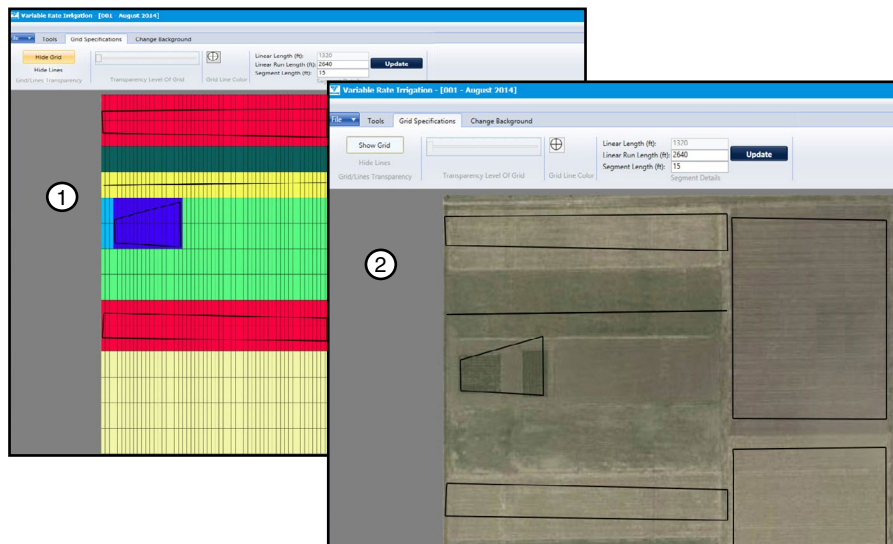 Variable Rate Irrigation - [001 - August 2014]
File Tools Grid Specifications Change Background
Hide Grid
Hide Lines
Grid/Lines Transparency
Transparency Level Of Grid
Grid Line Color
Linear Length (ft): 1320
Linear Run Length (ft): 2640
Segment Length (ft): 15
Update
1
Variable Rate Irrigation - [001 - August 2014]
File Tools Grid Specifications Change Background
Show Grid
Hide Lines
Grid/Lines Transparency
Transparency Level Of Grid
Grid Line Color
Linear Length (ft): 1320
Linear Run Length (ft): 2640
Segment Length (ft): 15
Segment Details
Update
2